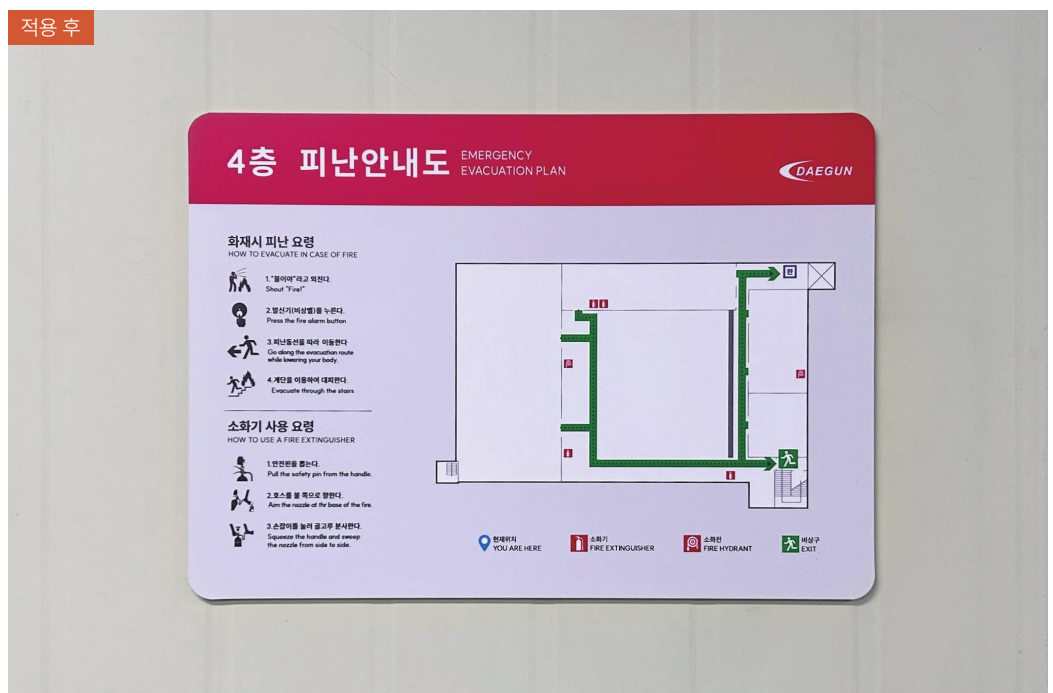 적용 후
4층 피난안내도
EMERGENCY
EVACUATION PLAN
DAEGUN
화재시 피난 요령
HOW TO EVACUATE IN CASE OF FIRE
1."불이야"라고 외친다.
Shout "Fire!"
2.발신기(비상벨)를 누른다.
Press the fire alarm button
3.피난동선을 따라 이동한다
Go along the evacuation route
while lowering your body.
4.계단을 이용하여 대피한다.
Evacuate through the stairs
소화기 사용 요령
HOW TO USE A FIRE EXTINGUISHER
1.안전핀을 뽑는다.
Pull the safety pin from the handle.
2.호스를 불 쪽으로 향한다.
Aim the nozzle at thr base of the fire.
3.손잡이를 눌러 골고루 분사한다.
Squeeze the handle and sweep
the nozzle from side to side.
완
현재위치
YOU ARE HERE
소화기
FIRE EXTINGUISHER
소화전
FIRE HYDRANT
비상구
EXIT